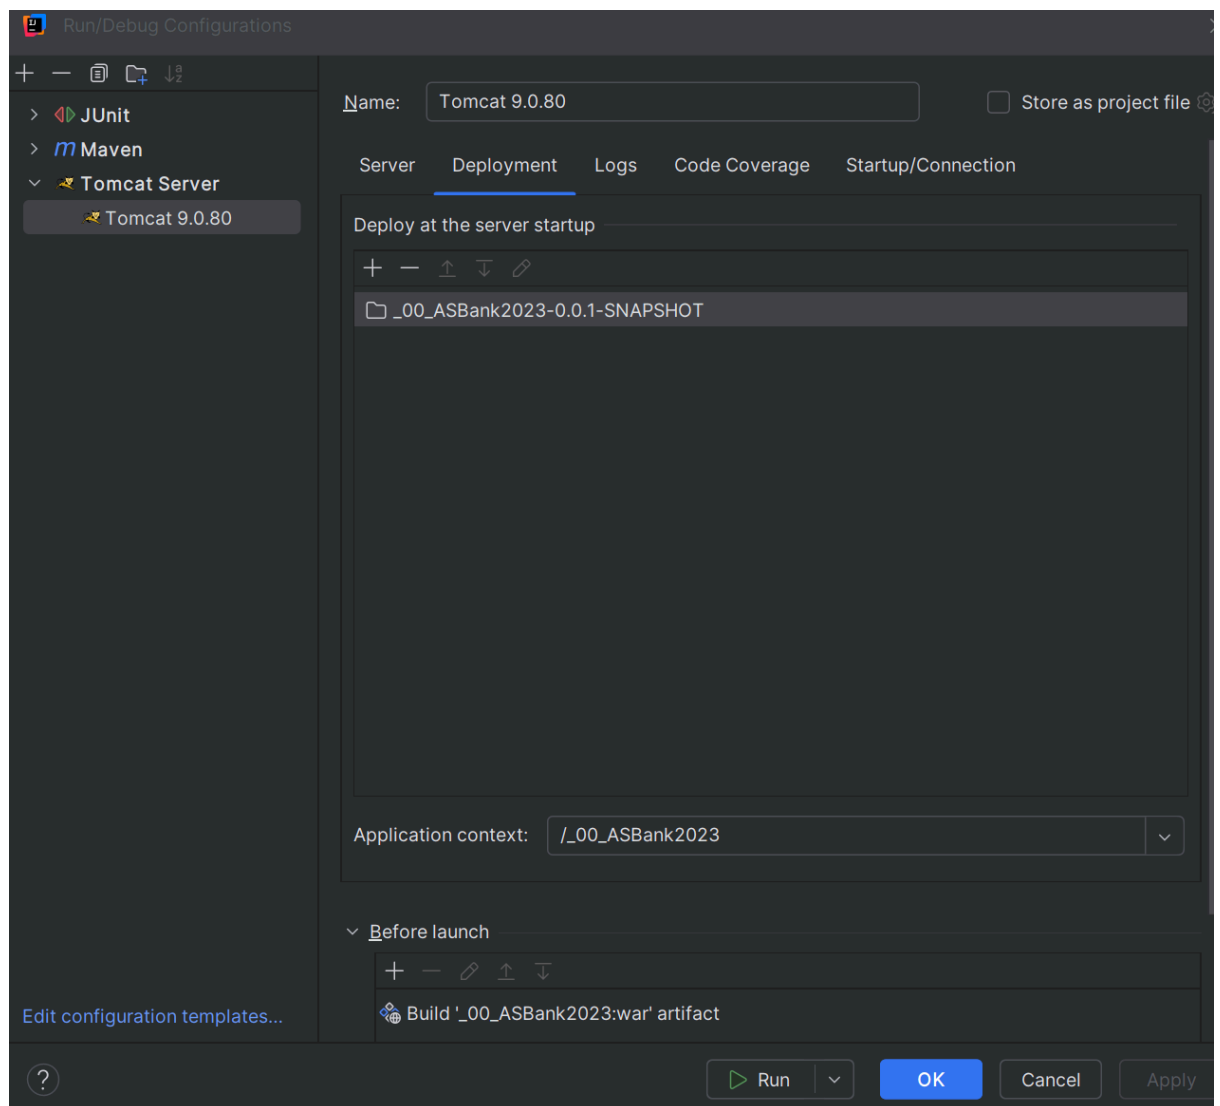 Run/Debug Configurations
JUnit
Maven
Tomcat Server
Tomcat 9.0.80
Edit configuration templates...
Name: Tomcat 9.0.80
Store as project file
Server Deployment Logs Code Coverage Startup/Connection
Deploy at the server startup
_00_ASBank2023-0.0.1-SNAPSHOT
Application context: /_00_ASBank2023
Before launch
Build '_00_ASBank2023:war' artifact
? Run OK Cancel Apply